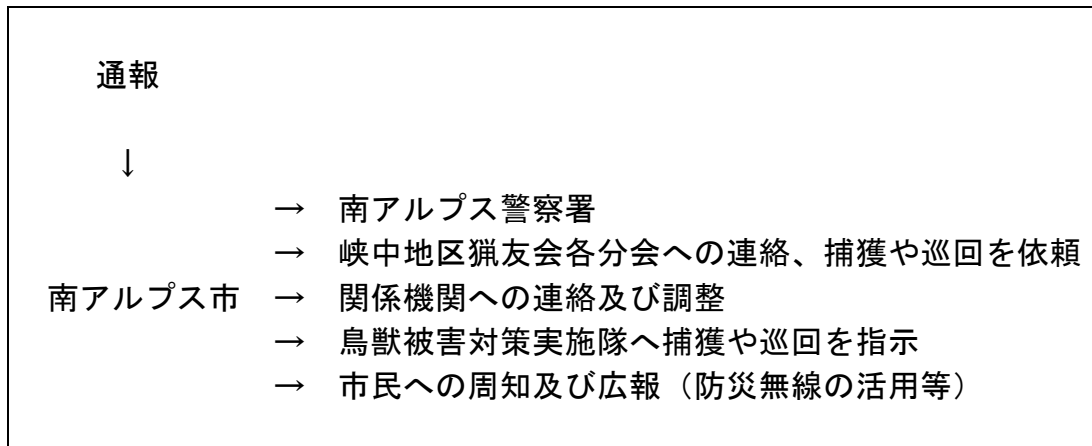 通報
↓
→ 南アルプス警察署
→ 峡中地区猟友会各分会への連絡、捕獲や巡回を依頼
南アルプス市 → 関係機関への連絡及び調整
→ 鳥獣被害対策実施隊へ捕獲や巡回を指示
→ 市民への周知及び広報（防災無線の活用等）